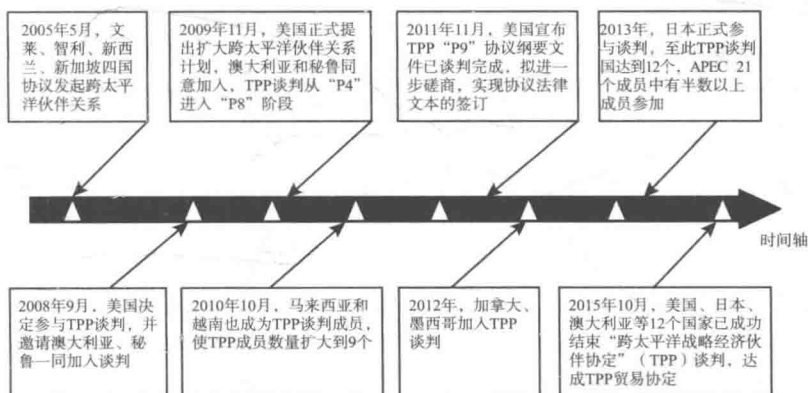 2005年5月，文
莱、智利、新西
兰、新加坡四国
协议发起跨太平
洋伙伴关系
2009年11月，美国正式提
出扩大跨太平洋伙伴关系
计划，澳大利亚和秘鲁同
意加入，TPP谈判从“P4”
进入“P8”阶段
2011年11月，美国宣布
TPP“P9”协议纲要文
件已谈判完成，拟进一
步磋商，实现协议法律
文本的签订
2013年，日本正式参
与谈判，至此TPP谈判
国达到12个，APEC 21
个成员中有半数以上
成员参加
时间轴
2008年9月，美国决
定参与TPP谈判，并
邀请澳大利亚、秘
鲁一同加入谈判
2010年10月，马来西亚和
越南也成为TPP谈判成员，
使TPP成员数量扩大到9个
2012年，加拿大、
墨西哥加入TPP
谈判
2015年10月，美国、日本、
澳大利亚等12个国家已成功
结束“跨太平洋战略经济伙
伴协定”（TPP）谈判，达
成TPP贸易协定